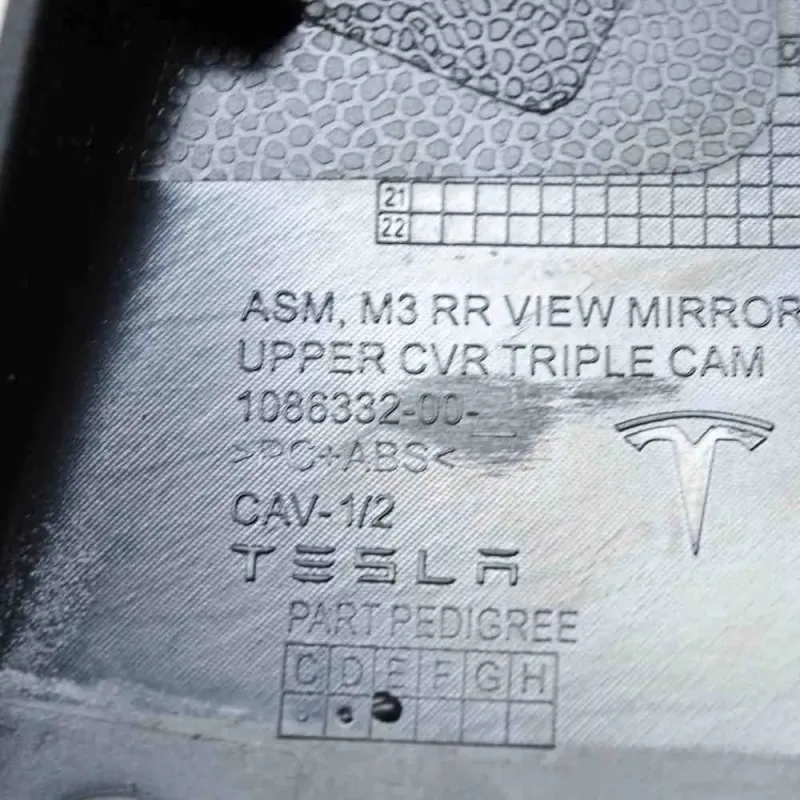 21
22
ASM, M3 RR VIEW MIRROR
UPPER CVR TRIPLE CAM
1086332-00-_
>PC+ABS<
CAV-1/2
TESLA
PART PEDIGREE
C D E F G H